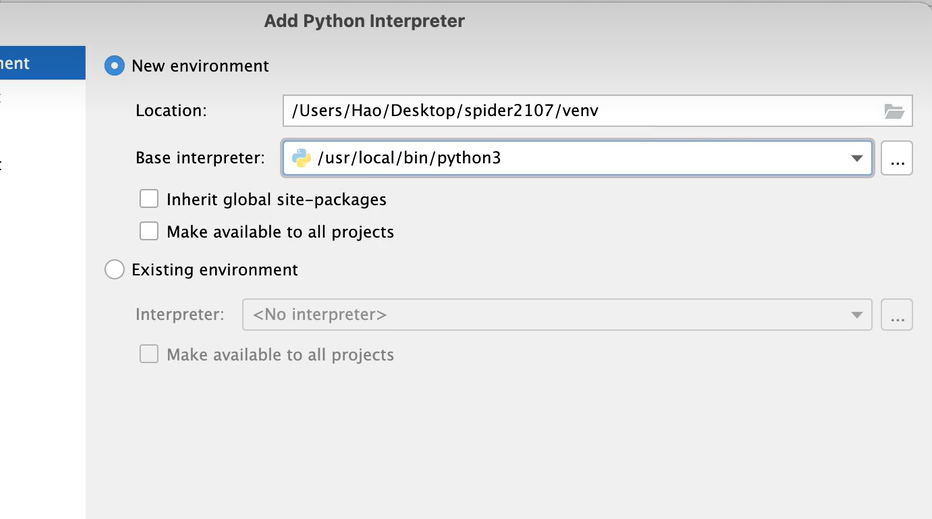 Add Python Interpreter
New environment
Location: /Users/Hao/Desktop/spider2107/venv
Base interpreter: /usr/local/bin/python3 ...
Inherit global site-packages
Make available to all projects
Existing environment
Interpreter: <No interpreter> ...
Make available to all projects